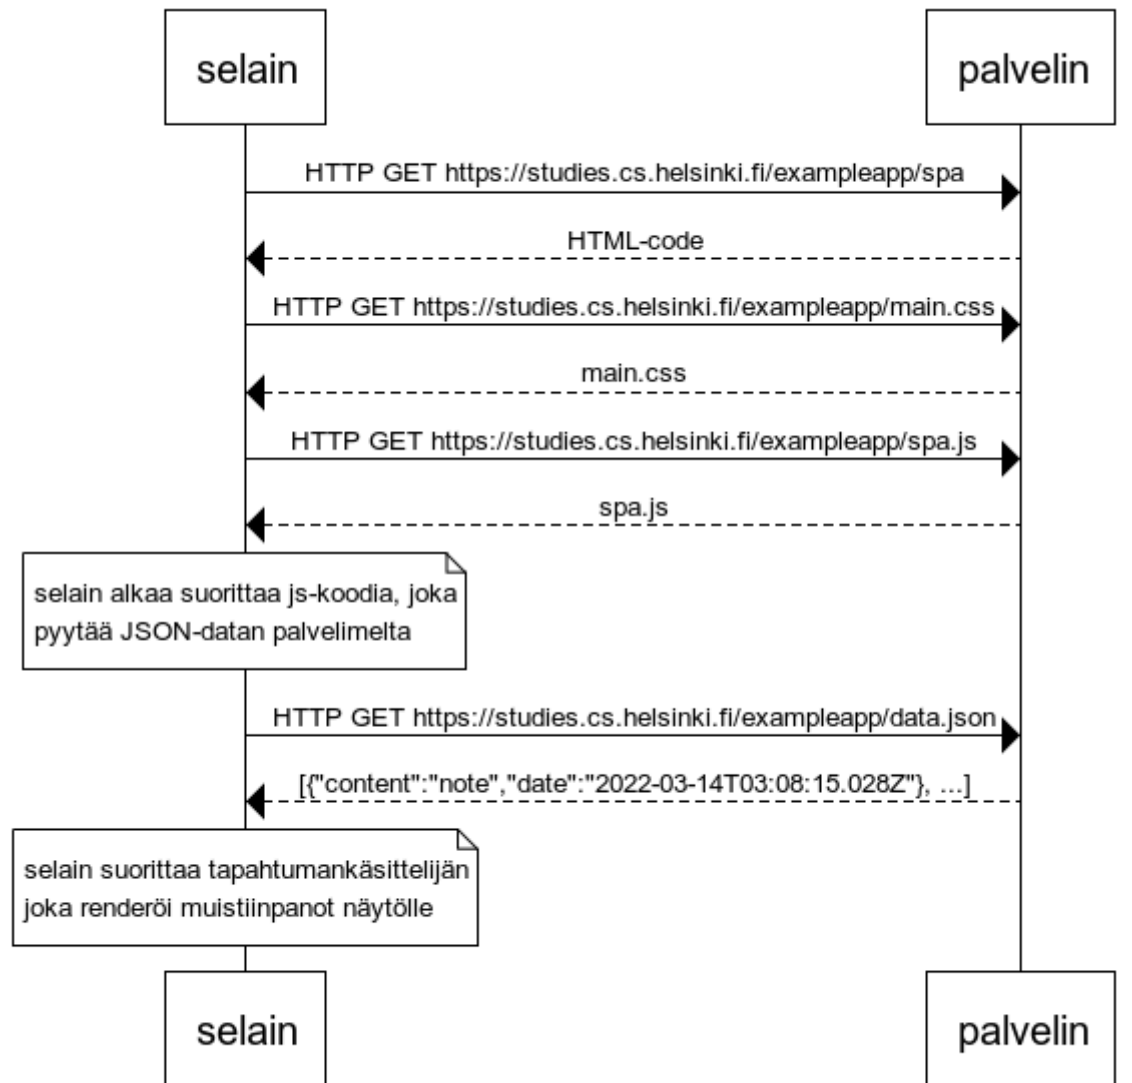 selain palvelin
HTTP GET https://studies.cs.helsinki.fi/exampleapp/spa
HTML-code
HTTP GET https://studies.cs.helsinki.fi/exampleapp/main.css
main.css
HTTP GET https://studies.cs.helsinki.fi/exampleapp/spa.js
spa.js
selain alkaa suorittaa js-koodia, joka
pyytää JSON-datan palvelimelta
HTTP GET https://studies.cs.helsinki.fi/exampleapp/data.json
[{"content":"note","date":"2022-03-14T03:08:15.028Z"}, ...]
selain suorittaa tapahtumankäsittelijän
joka renderöi muistiinpanot näytölle
selain palvelin